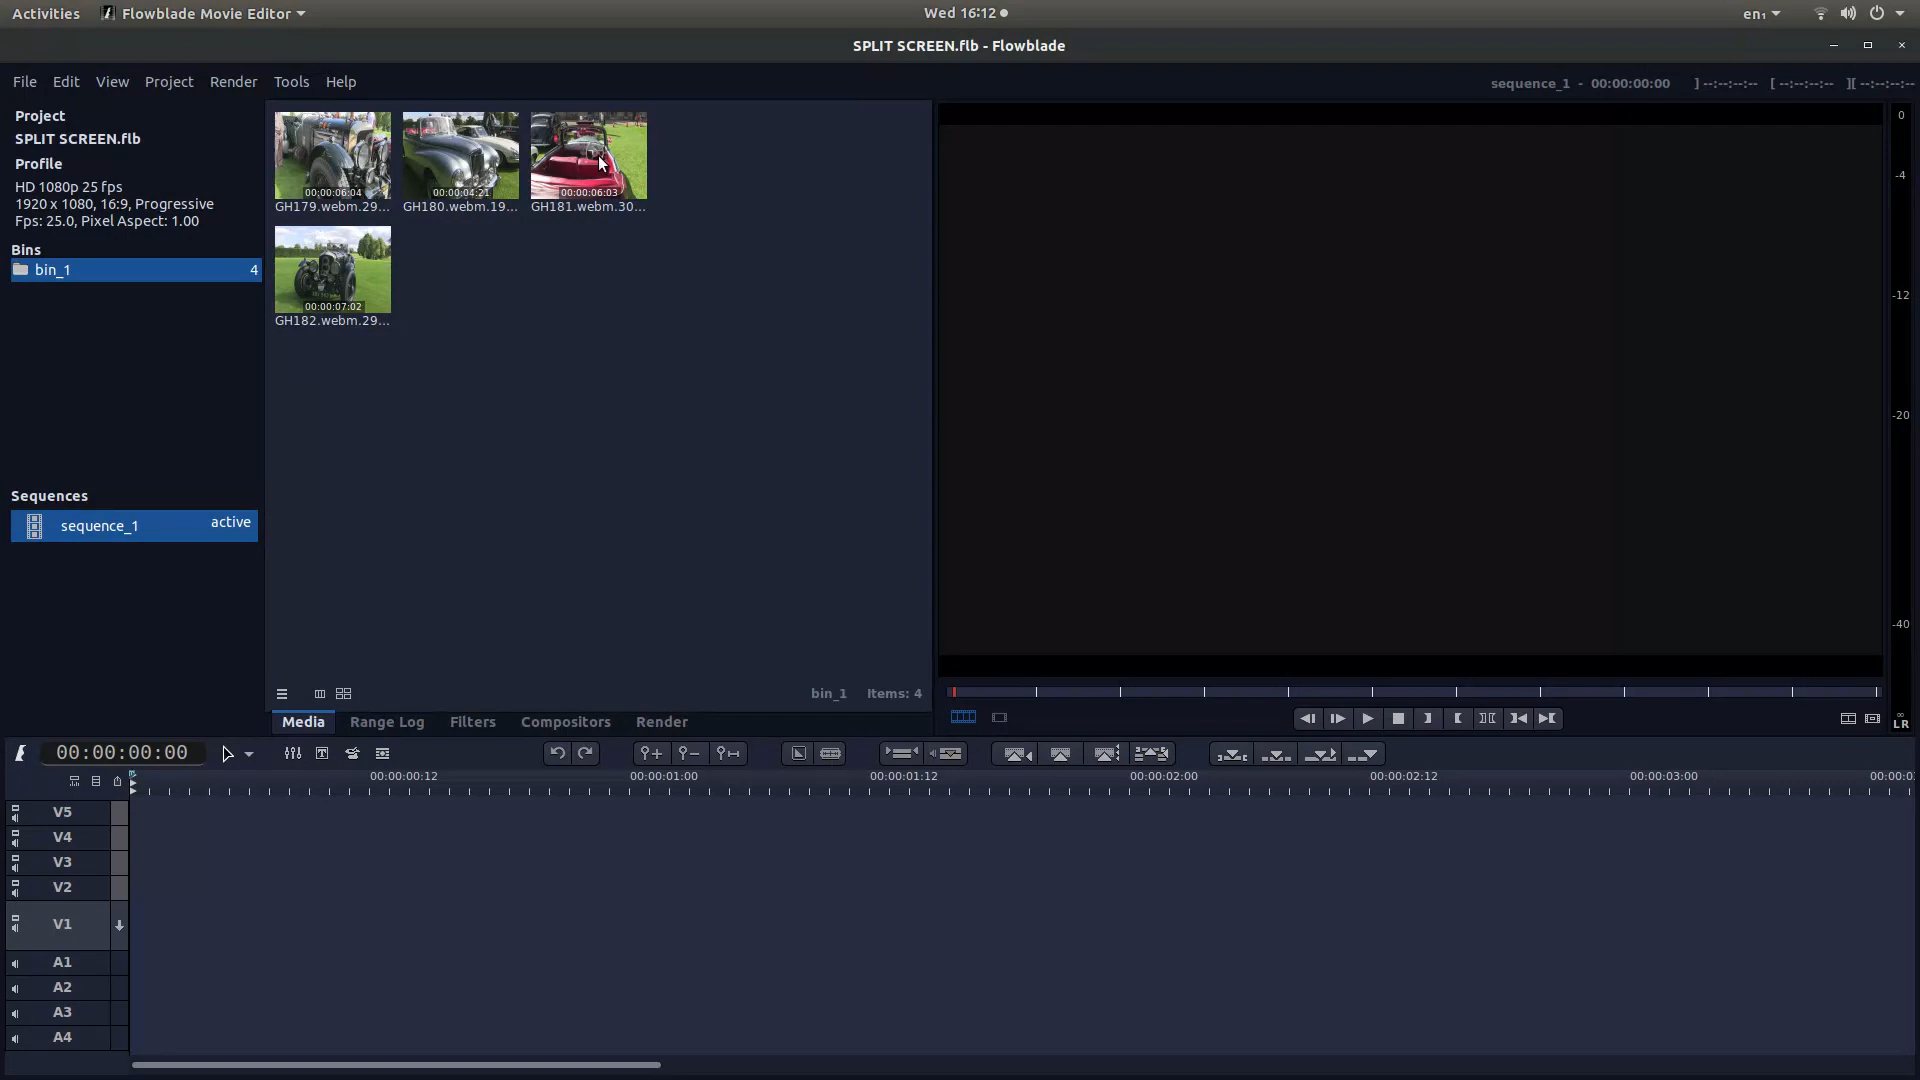 Activities Flowblade Movie Editor Wed 16:12 en₁
SPLIT SCREEN.flb - Flowblade
File Edit View Project Render Tools Help sequence_1 - 00:00:00:00 ] --:--:--:-- [ --:--:--:-- ][ --:--:--:--
Project
SPLIT SCREEN.flb
Profile
HD 1080p 25 fps
1920 x 1080, 16:9, Progressive
Fps: 25.0, Pixel Aspect: 1.00
Bins
bin_1 4
Sequences
sequence_1 active
00:00:06:04 00:00:04:21 00:00:06:03
GH179.webm.29... GH180.webm.19... GH181.webm.30...
00:00:07:02
GH182.webm.29...
bin_1 Items: 4
Media Range Log Filters Compositors Render
0
-4
-12
-20
-40
∞
LR
00:00:00:00
00:00:00:12 00:00:01:00 00:00:01:12 00:00:02:00 00:00:02:12 00:00:03:00 00:00:0
V5
V4
V3
V2
V1
A1
A2
A3
A4